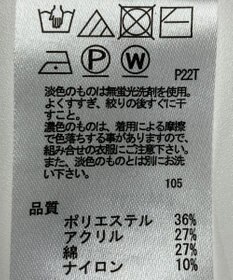 P
W
P22T
淡色のものは無蛍光洗剤を使用。
よくすすぎ、絞りの後すぐに干
すこと。
濃色のものは、着用による摩擦
で色落ちする事がありますので、
組み合せの衣服にご注意下さい。
また、淡色のものとは別にお洗
い下さい。
105
品質
ポリエステル 36%
アクリル 27%
綿 27%
ナイロン 10%